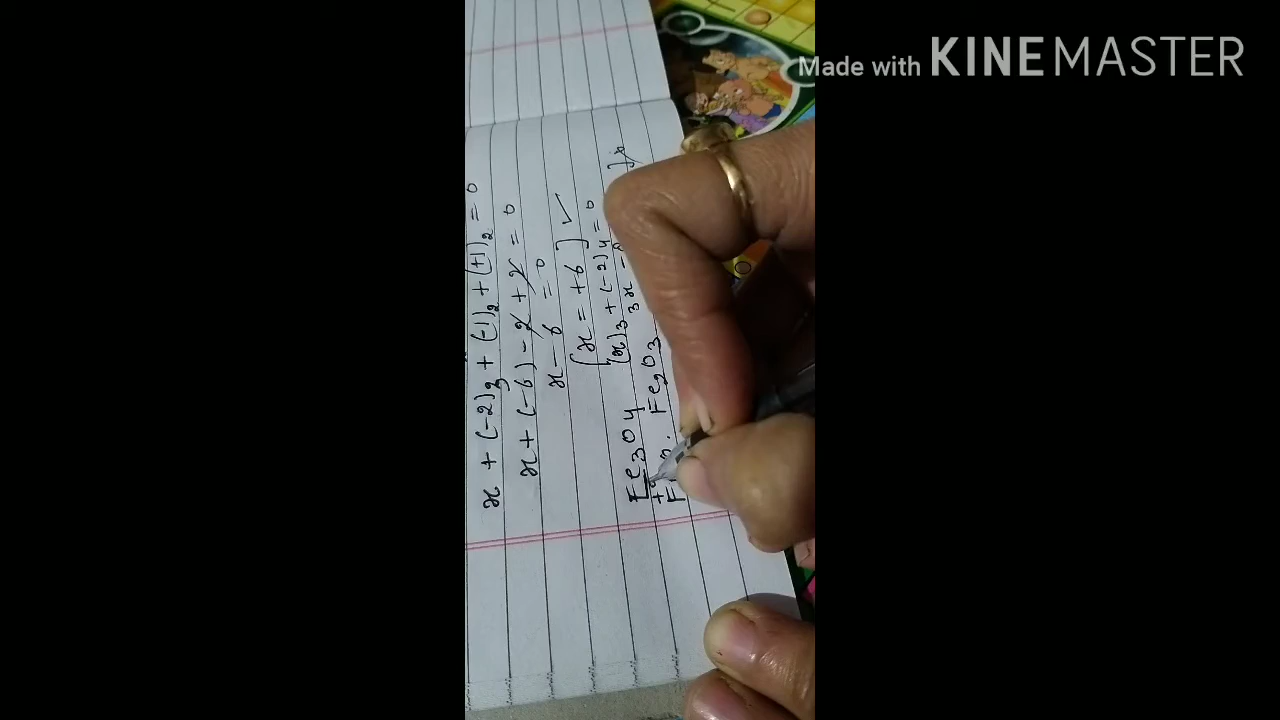 Made with KINEMASTER
x + (-2)3 + (-1)2 + (+1)2 = 0
x + (-6) - 2 + 2 = 0
x - 6 = 0
[x = +6] ✓
Fe3O4 (x)3 + (-2)4 = 0
3x -
Fe2O3